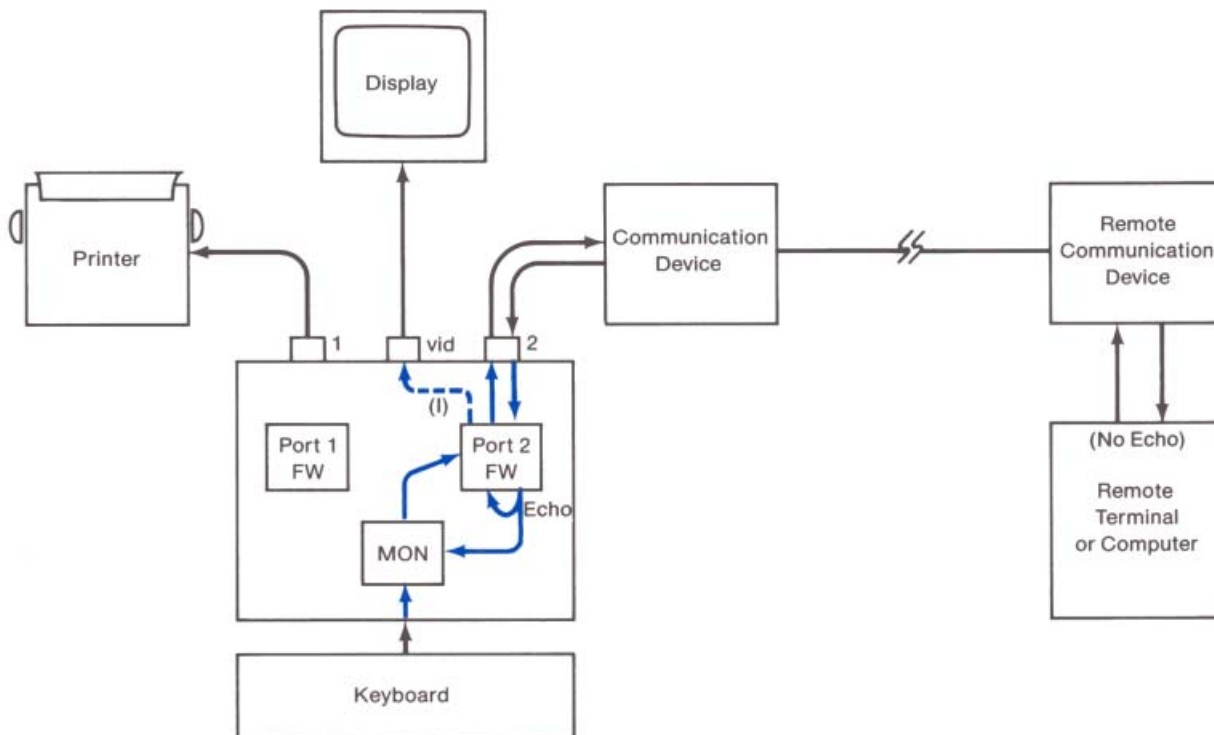 Display
Printer
Communication
Device
Remote
Communication
Device
1
vid
2
(I)
Port 1
FW
Port 2
FW
Echo
MON
(No Echo)
Remote
Terminal
or Computer
Keyboard